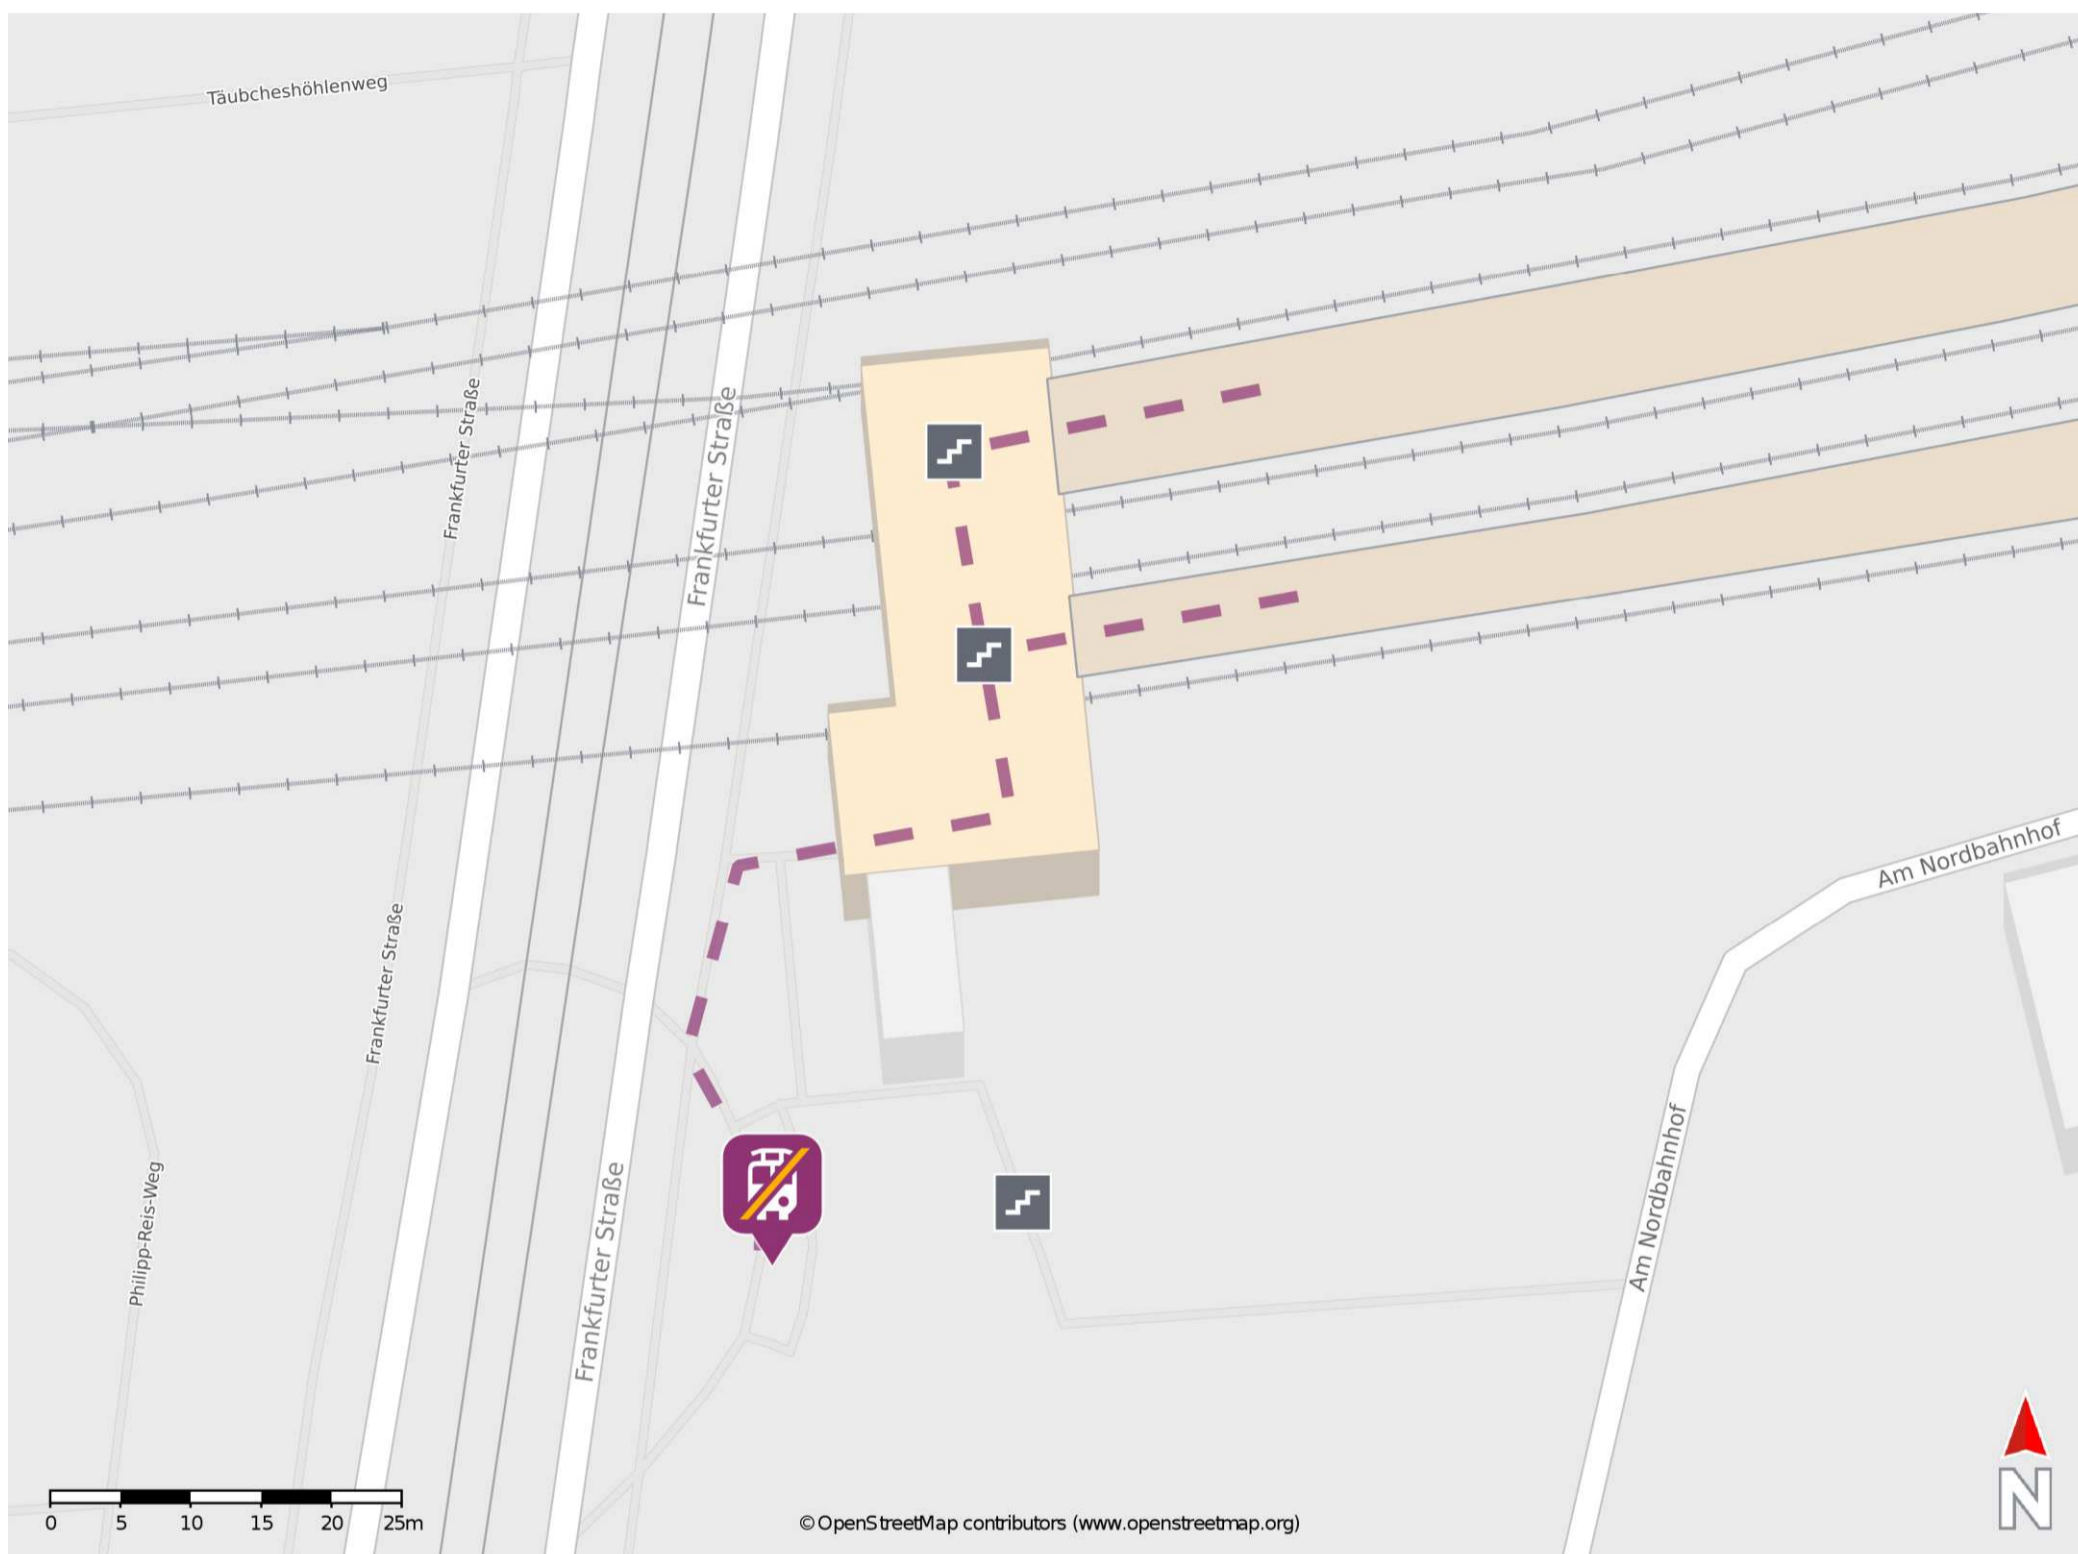 Täubcheshöhlenweg
Frankfurter Straße
Frankfurter Straße
Am Nordbahnhof
Frankfurter Straße
Am Nordbahnhof
Philipp-Reis-Weg
Frankfurter Straße
N
0 5 10 15 20 25m
© OpenStreetMap contributors (www.openstreetmap.org)